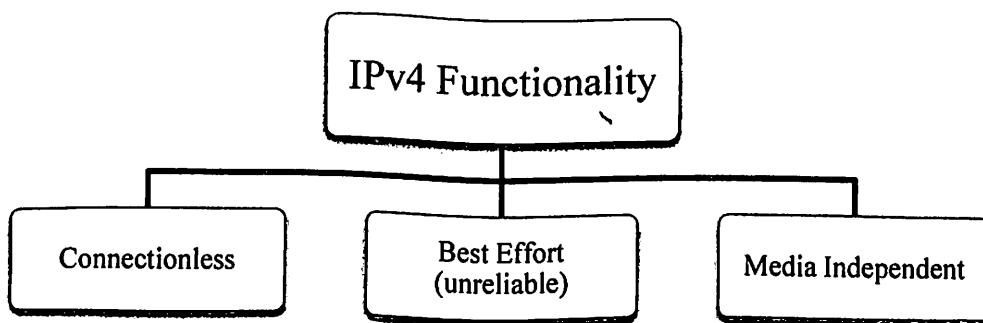 IPv4 Functionality
Connectionless
Best Effort
(unreliable)
Media Independent